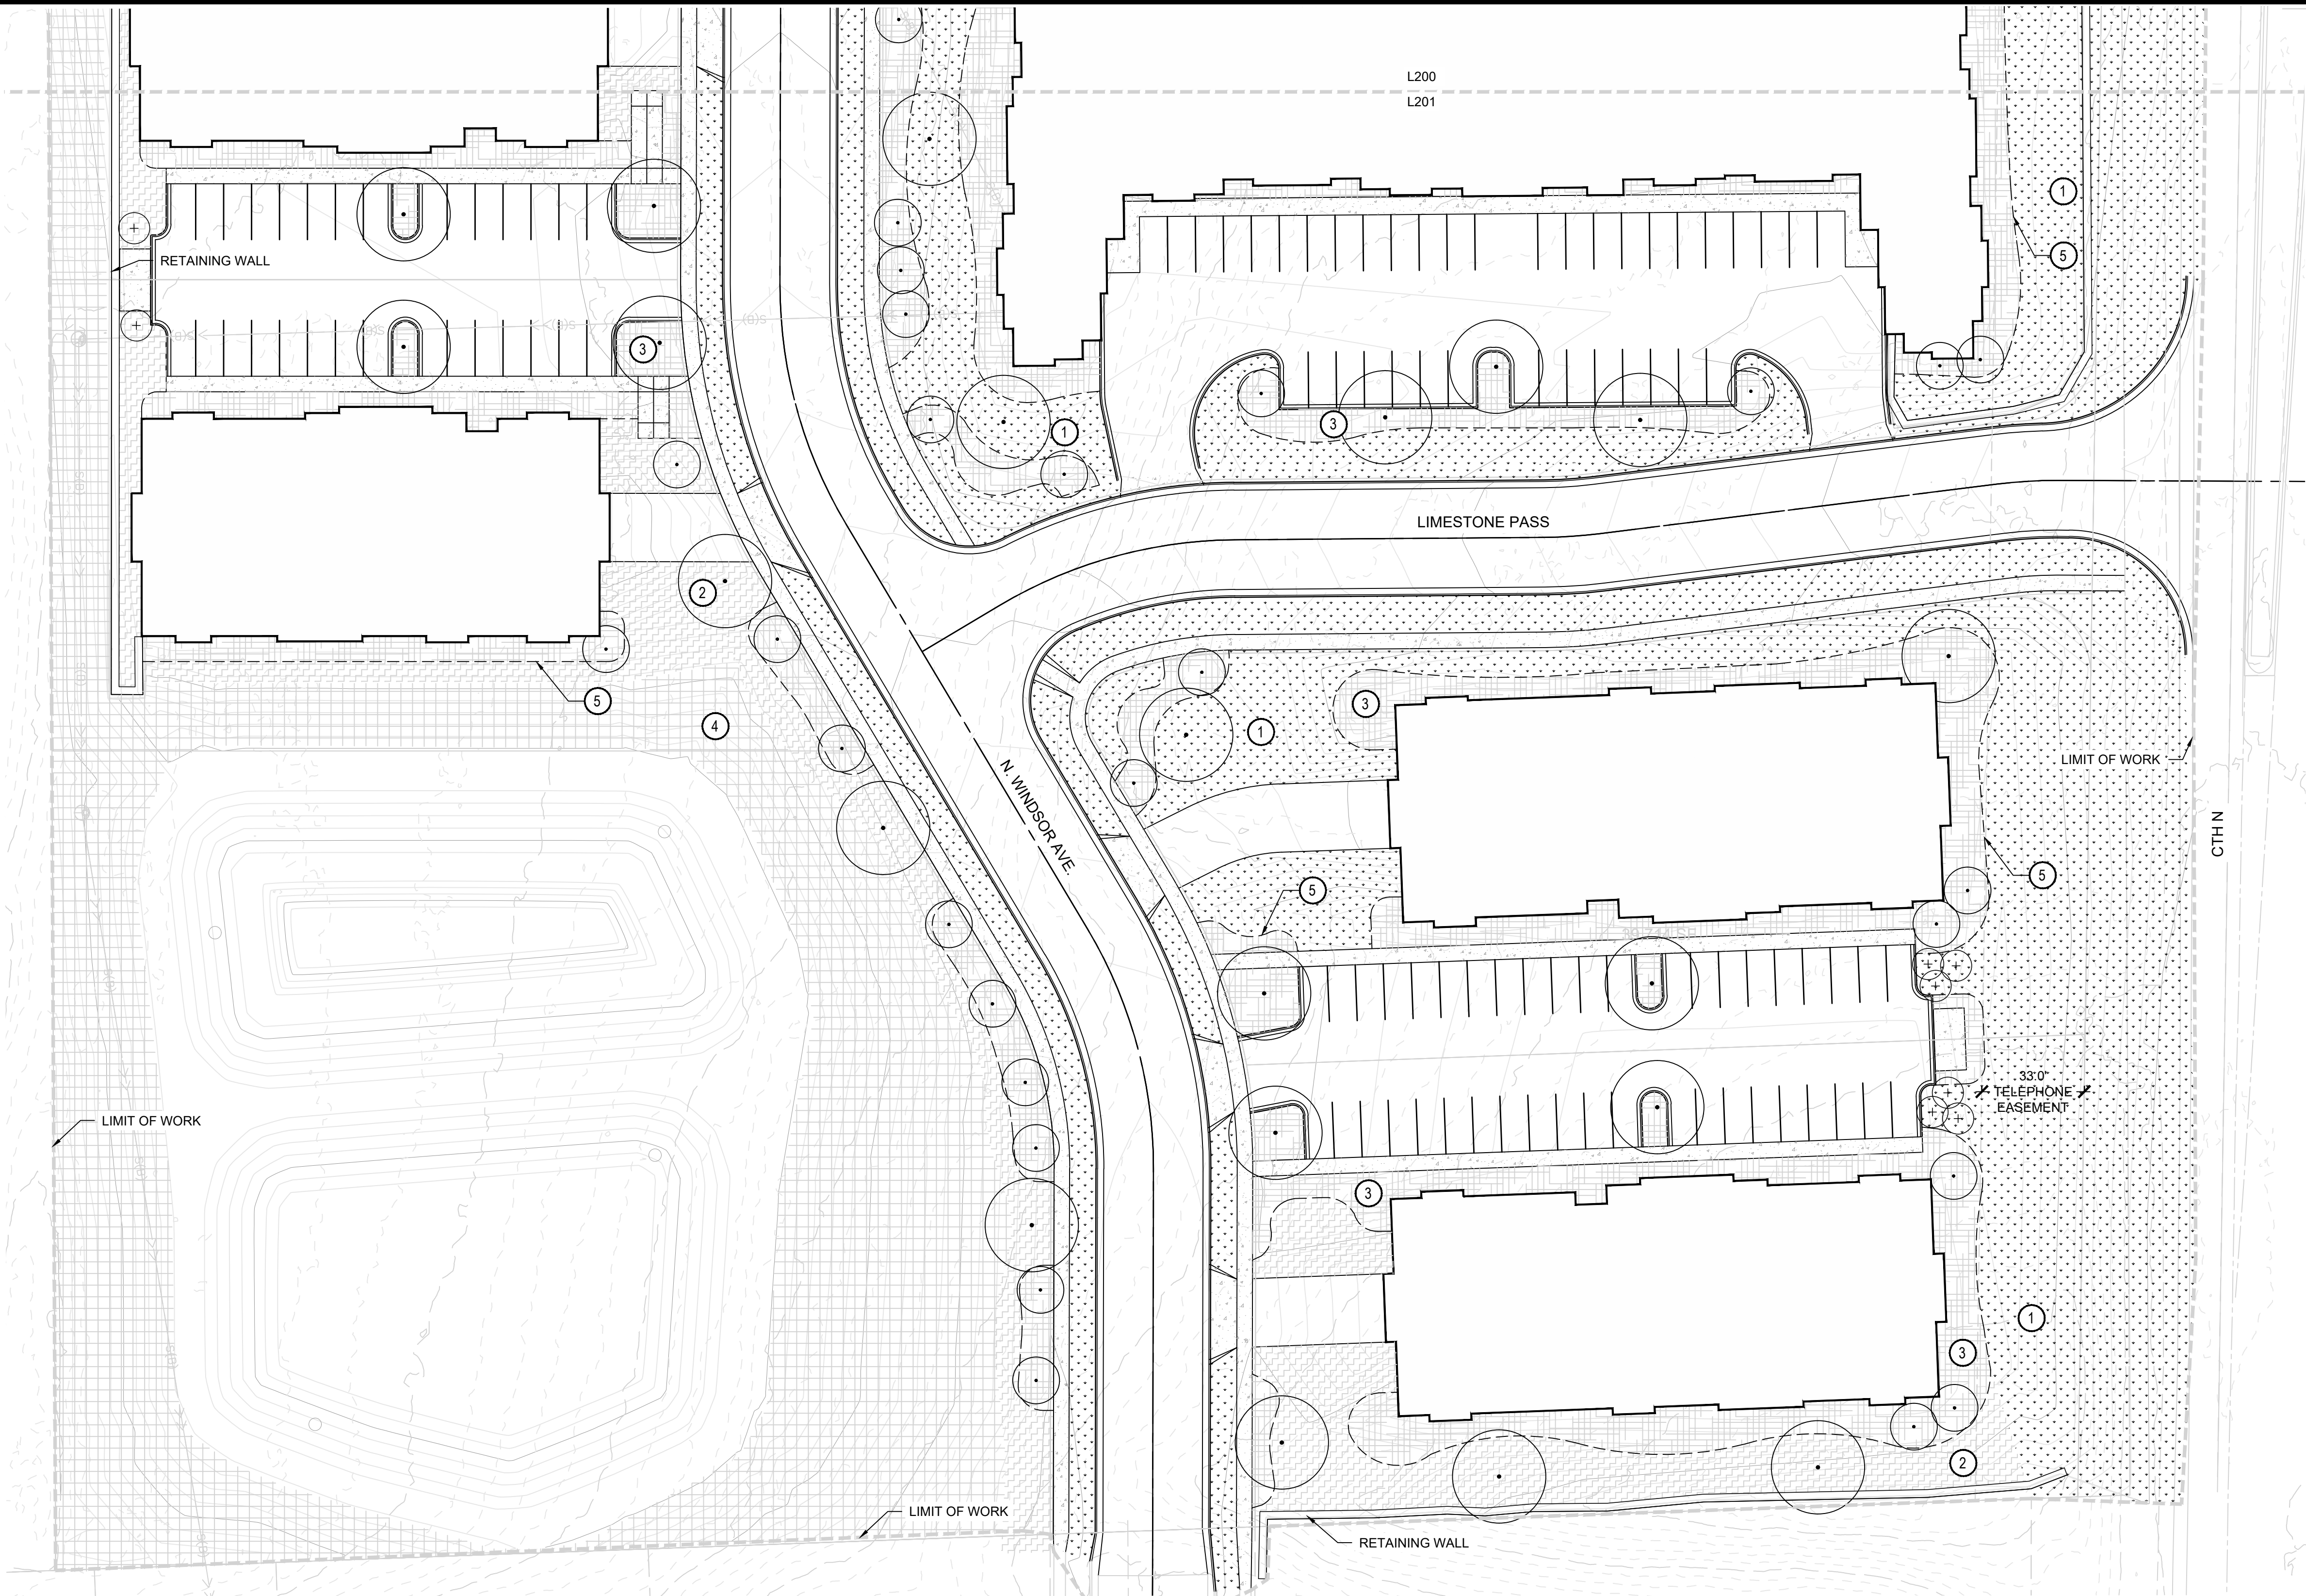 L200
L201
1
5
RETAINING WALL
3
3
1
LIMESTONE PASS
2
5
4
3
1
N. WINDSOR AVE.
LIMIT OF WORK
CTH N
5
5
33.0'
TELEPHONE
EASEMENT
LIMIT OF WORK
3
1
3
2
LIMIT OF WORK
RETAINING WALL